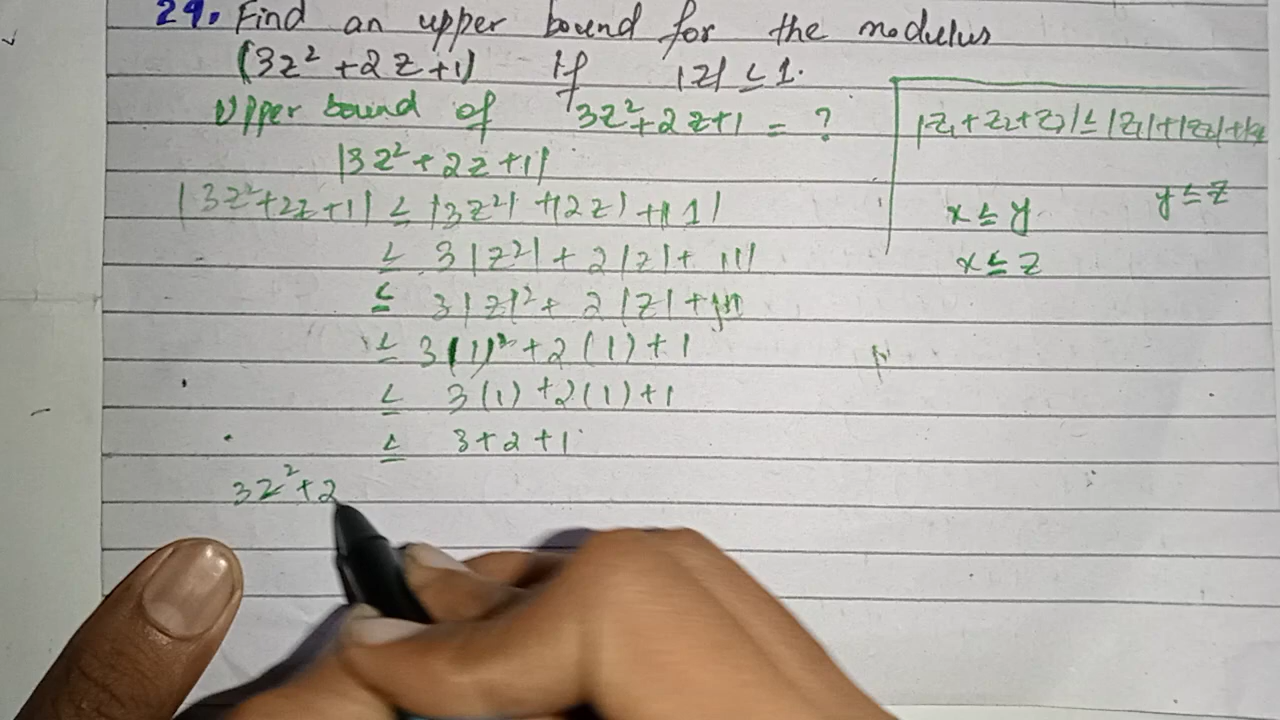 29. Find an upper bound for the modulus
(3z² + 2z + 1) if |z| ≤ 1.
Upper bound of 3z² + 2z + 1 = ?
|3z² + 2z + 1|
|3z² + 2z + 1| ≤ |3z²| + |2z| + |1|
≤ 3|z²| + 2|z| + |1|
≤ 3|z|² + 2|z| +
≤ 3(1)² + 2(1) + 1
≤ 3(1) + 2(1) + 1
≤ 3 + 2 + 1
3z² + 2
|z₁ + z₂ + z₃| ≤ |z₁| + |z₂| + |z₃
x ≤ y y ≤ z
x ≤ z